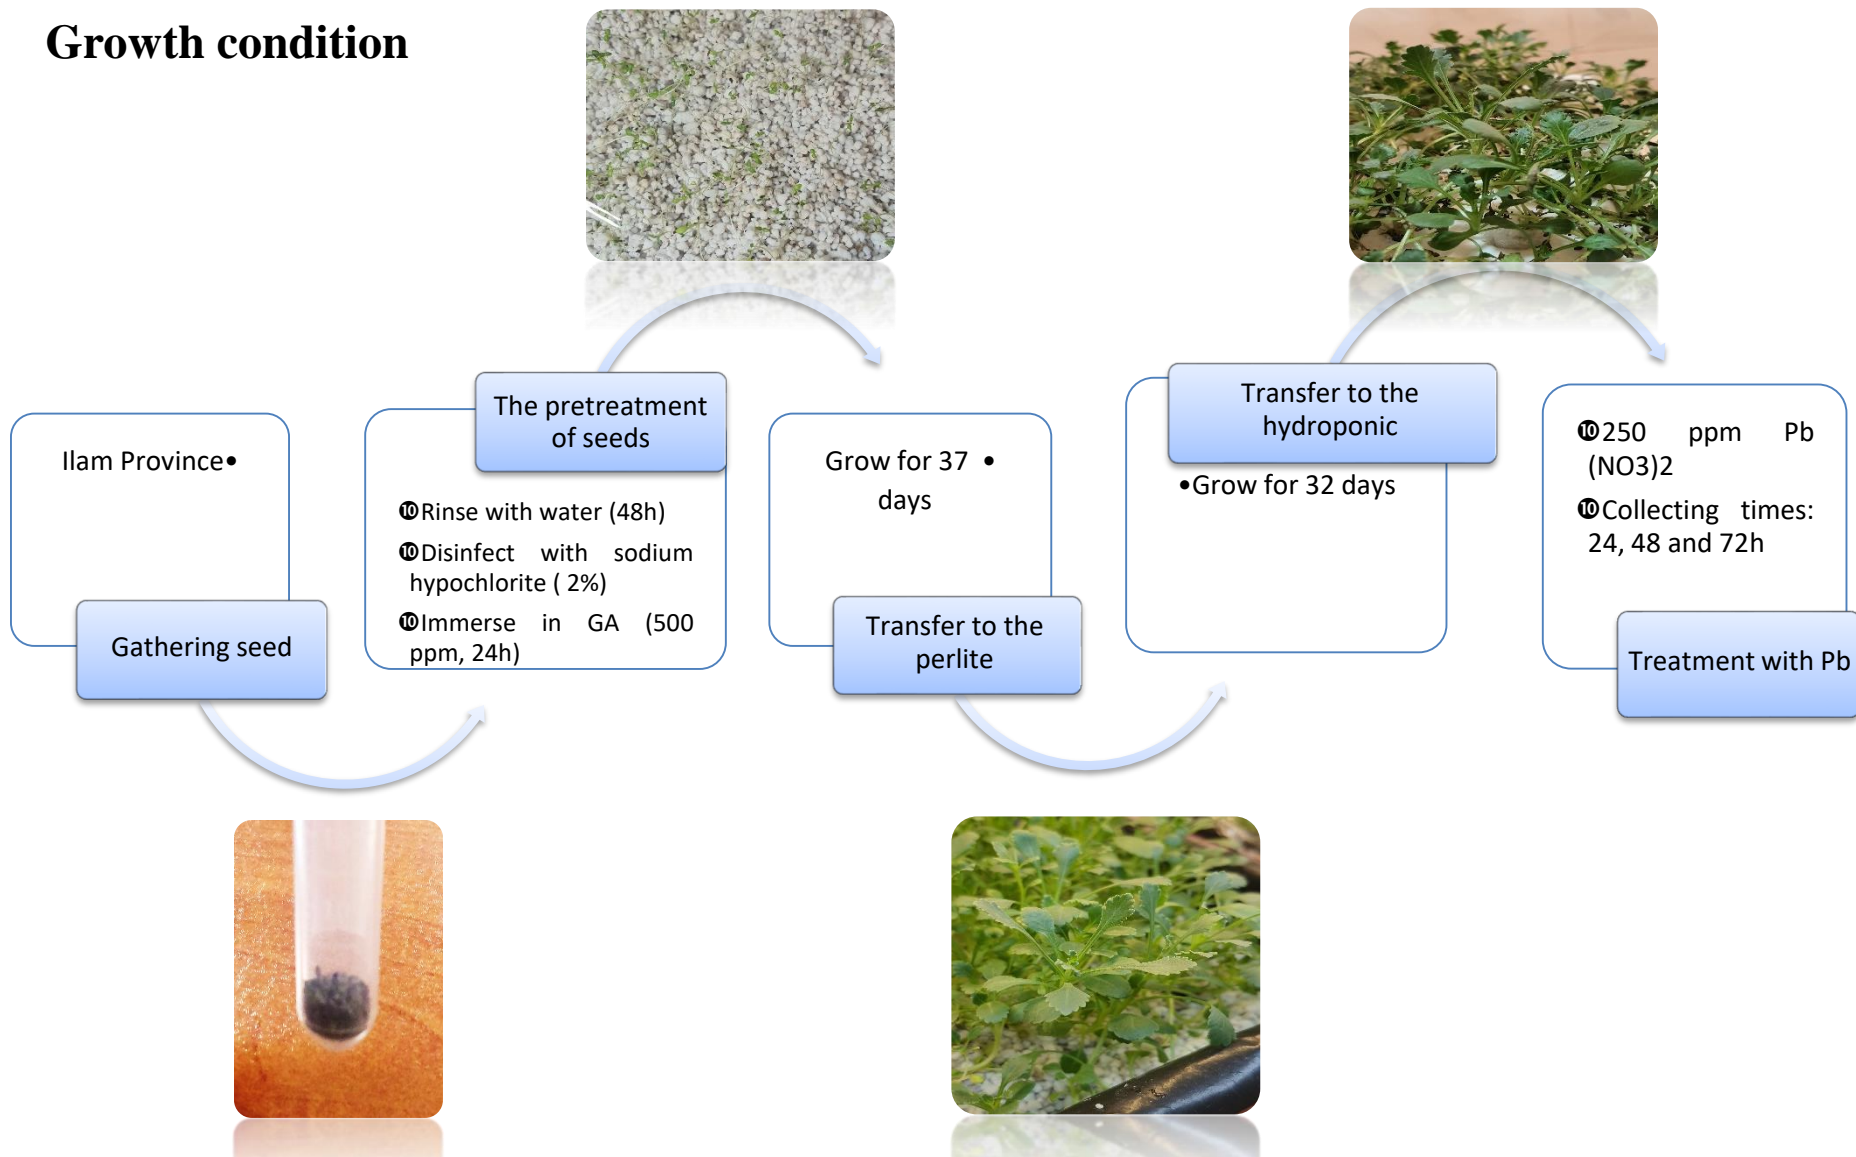 Growth condition
Ilam Province•
Gathering seed
The pretreatment
of seeds
❿Rinse with water (48h)
❿Disinfect with sodium
hypochlorite ( 2%)
❿Immerse in GA (500
ppm, 24h)
Grow for 37 •
days
Transfer to the
perlite
Transfer to the
hydroponic
•Grow for 32 days
❿250 ppm Pb
(NO3)2
❿Collecting times:
24, 48 and 72h
Treatment with Pb